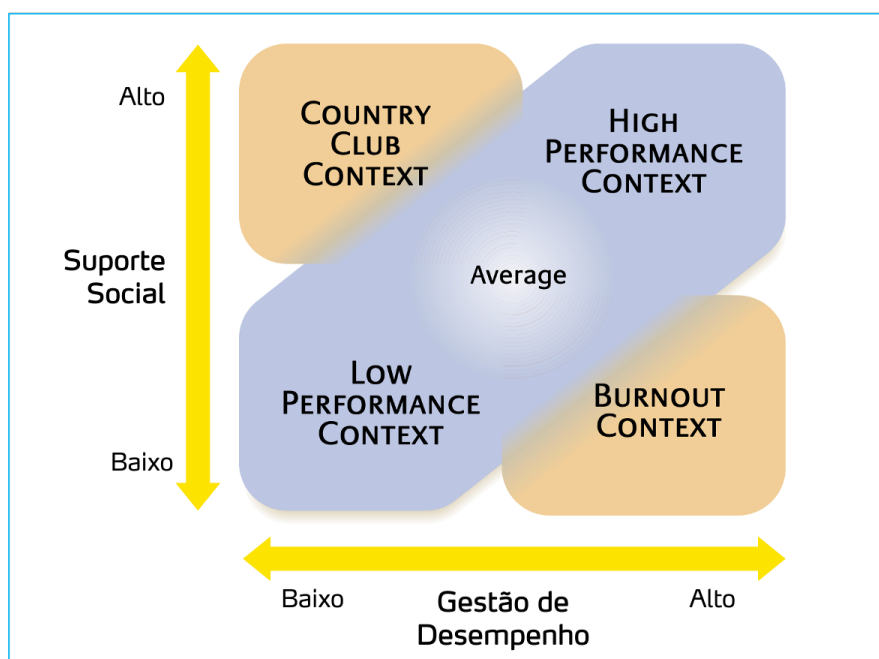 Alto
COUNTRY
CLUB
CONTEXT
HIGH
PERFORMANCE
CONTEXT
Suporte
Social
Average
LOW
PERFORMANCE
CONTEXT
BURNOUT
CONTEXT
Baixo
Baixo
Gestão de
Desempenho
Alto